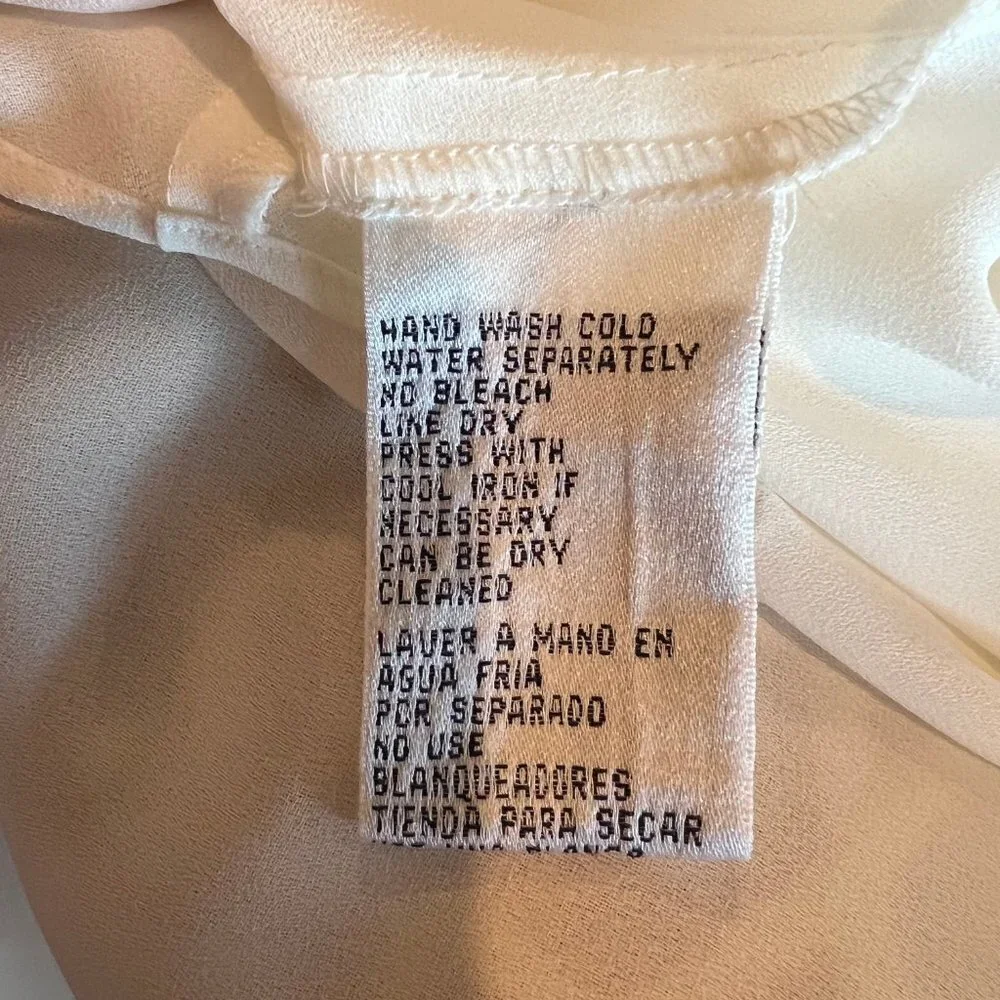 HAND WASH COLD
WATER SEPARATELY
NO BLEACH
LINE DRY
PRESS WITH
COOL IRON IF
NECESSARY
CAN BE DRY
CLEANED
LAVER A MANO EN
AGUA FRIA
POR SEPARADO
NO USE
BLANQUEADORES
TIENDA PARA SECAR